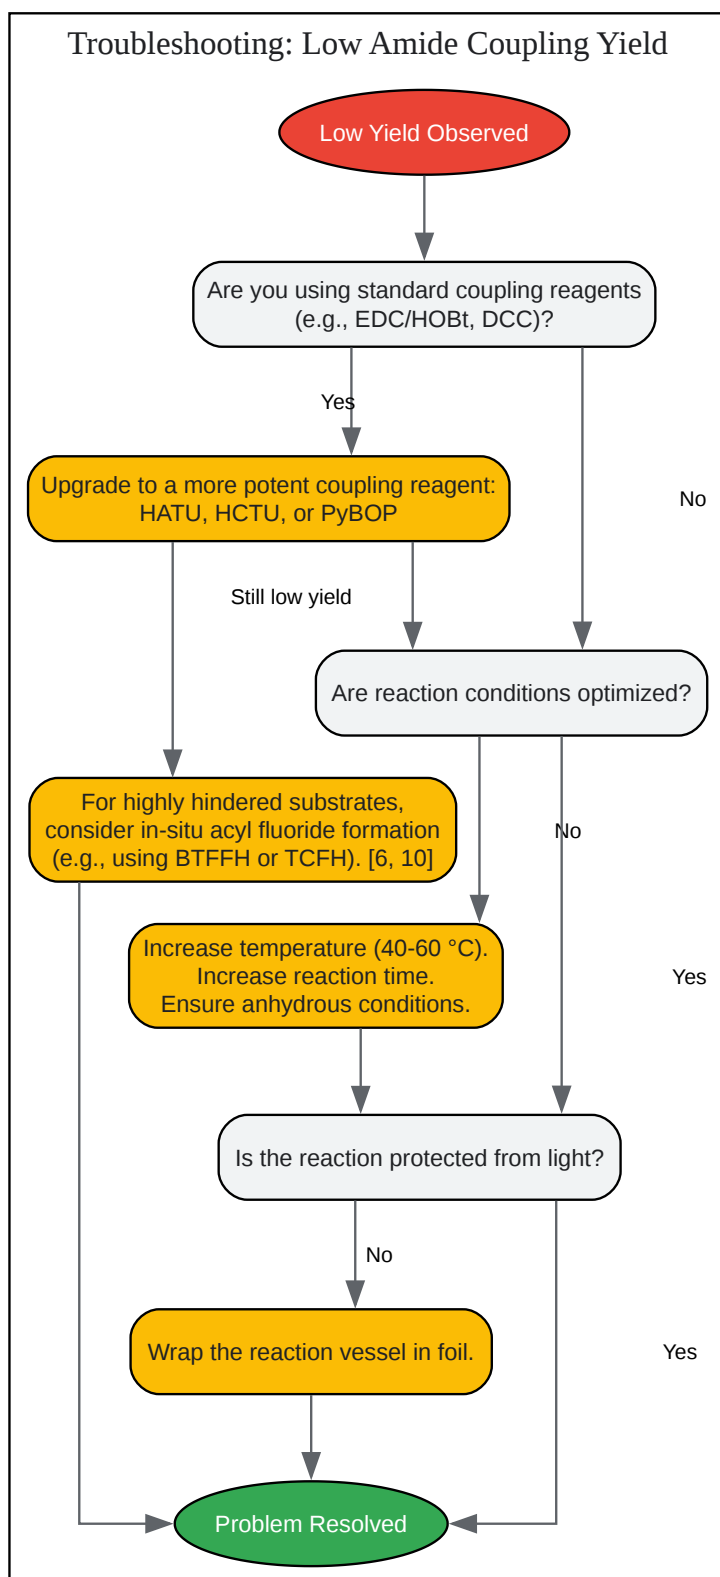 Troubleshooting: Low Amide Coupling Yield
Low Yield Observed
Are you using standard coupling reagents
(e.g., EDC/HOBt, DCC)?
Yes
Upgrade to a more potent coupling reagent:
HATU, HCTU, or PyBOP
No
Still low yield
Are reaction conditions optimized?
For highly hindered substrates,
consider in-situ acyl fluoride formation
(e.g., using BTFFH or TCFH). [6, 10]
No
Increase temperature (40-60 °C).
Increase reaction time.
Ensure anhydrous conditions.
Yes
Is the reaction protected from light?
No
Wrap the reaction vessel in foil.
Yes
Problem Resolved